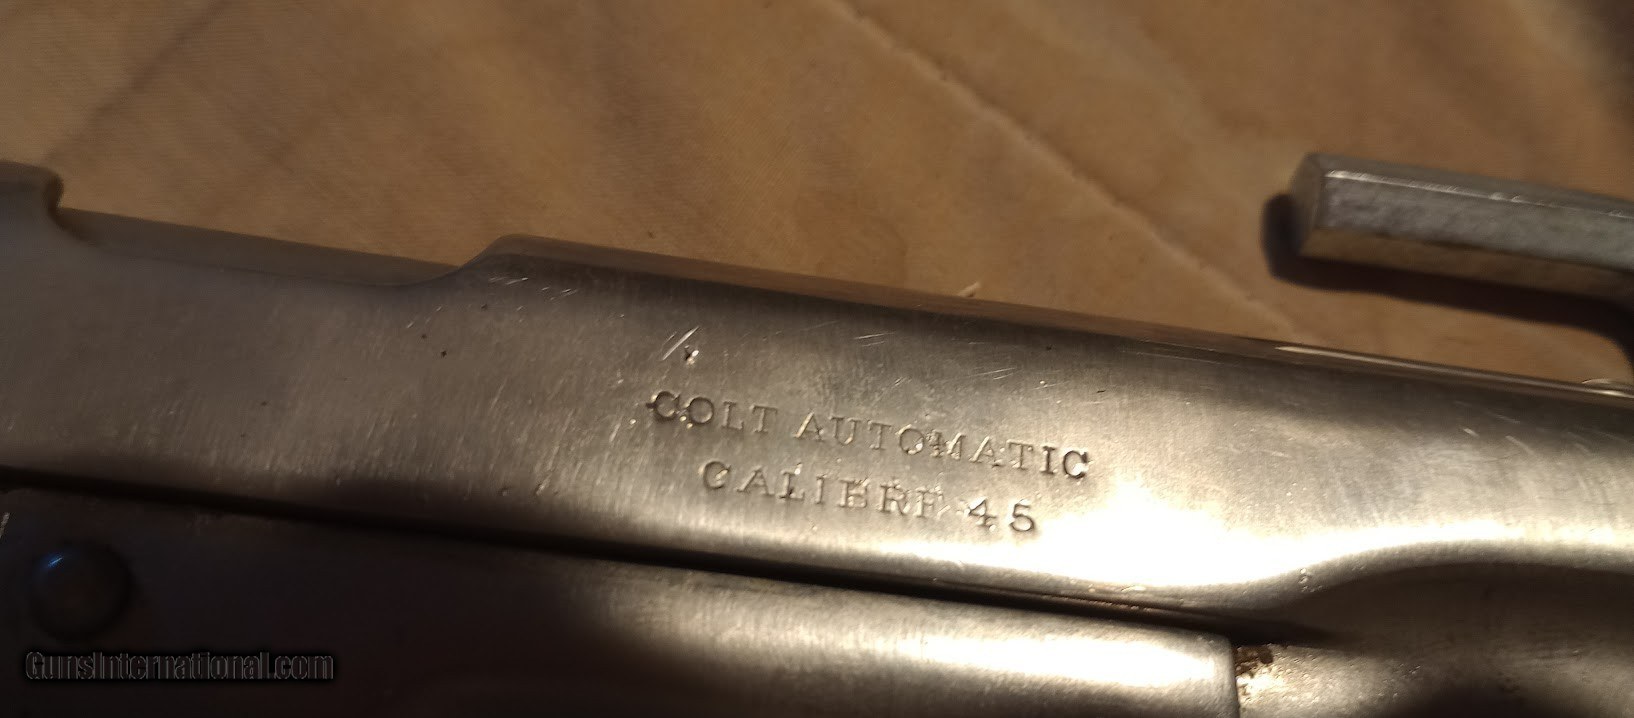 COLT AUTOMATIC
CALIBRE 45
GunsInternational.com